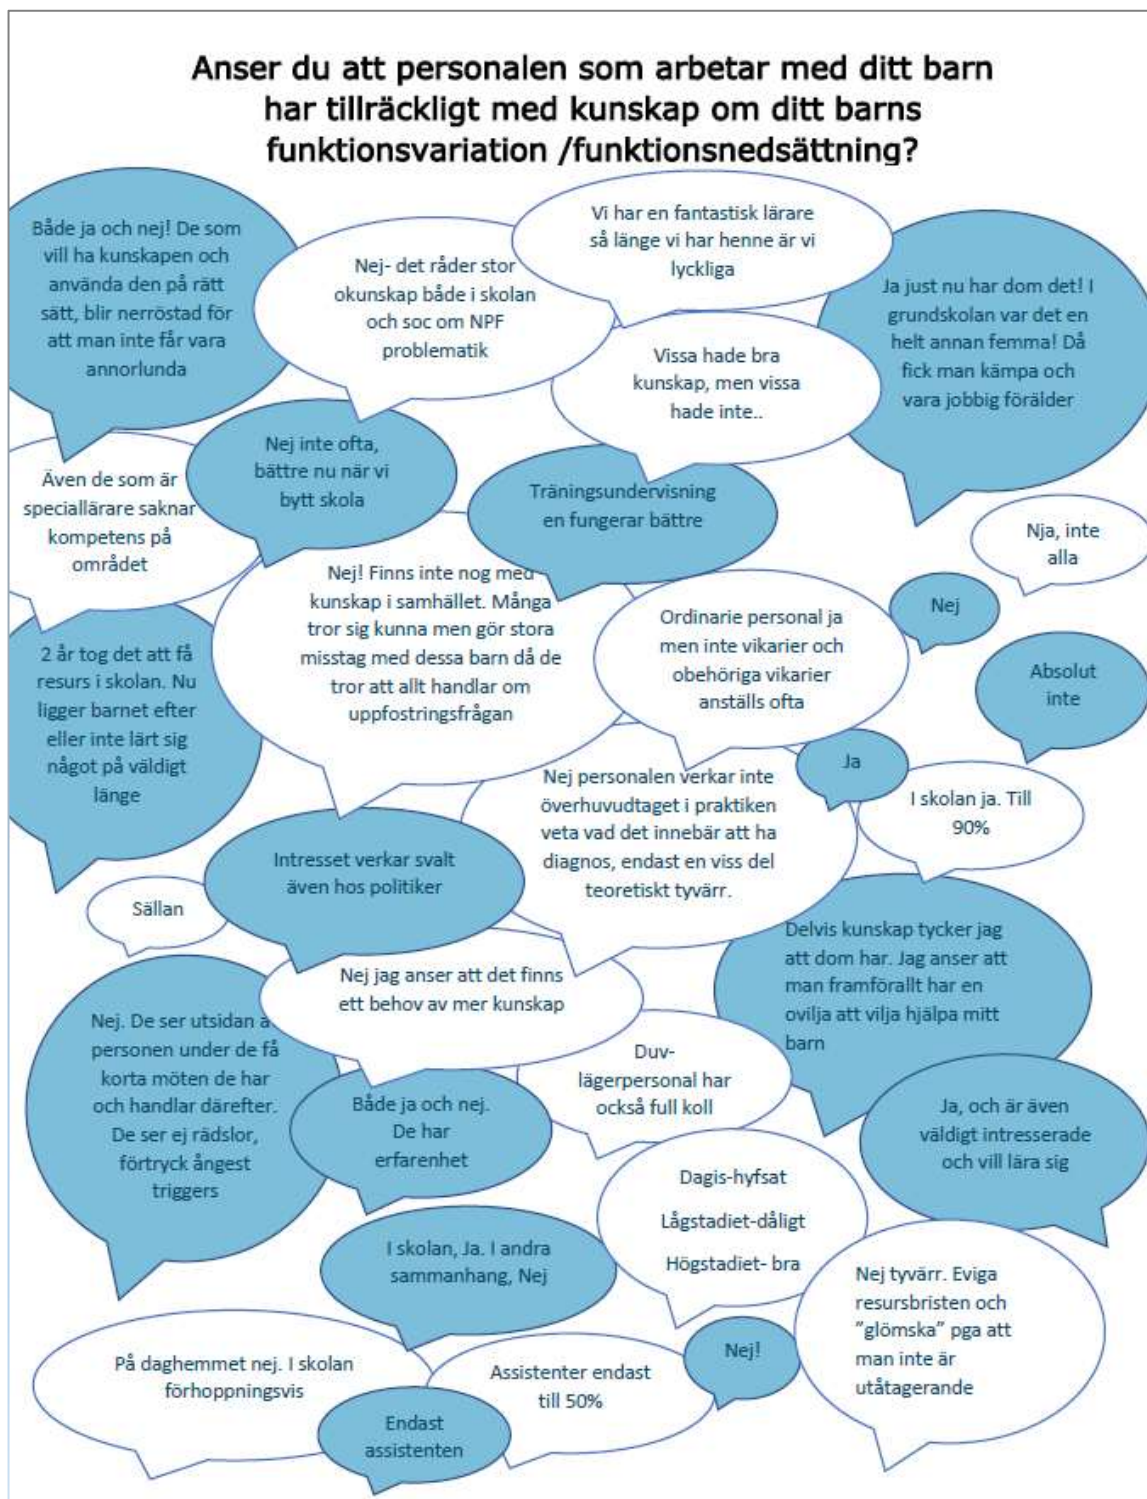 Anser du att personalen som arbetar med ditt barn
har tillräckligt med kunskap om ditt barns
funktionsvariation /funktionsnedsättning?
Både ja och nej! De som
vill ha kunskapen och
använda den på rätt
sätt, blir nerröstad för
att man inte får vara
annorlunda
Nej- det råder stor
okunskap både i skolan
och soc om NPF
problematik
Vi har en fantastisk lärare
så länge vi har henne är vi
lyckliga
Ja just nu har dom det! I
grundskolan var det en
helt annan femma! Då
fick man kämpa och
vara jobbig förälder
Vissa hade bra
kunskap, men vissa
hade inte..
Nej inte ofta,
bättre nu när vi
bytt skola
Även de som är
speciallärare saknar
kompetens på
området
Träningsundervisning
en fungerar bättre
Nja, inte
alla
Nej! Finns inte nog med
kunskap i samhället. Många
tror sig kunna men gör stora
misstag med dessa barn då de
tror att allt handlar om
uppfostringsfrågan
Ordinarie personal ja
men inte vikarier och
obehöriga vikarier
anställs ofta
Nej
Absolut
inte
2 år tog det att få
resurs i skolan. Nu
ligger barnet efter
eller inte lärt sig
något på väldigt
länge
Ja
Nej personalen verkar inte
överhuvudtaget i praktiken
veta vad det innebär att ha
diagnos, endast en viss del
teoretiskt tyvärr.
I skolan ja. Till
90%
Intresset verkar svalt
även hos politiker
Sällan
Delvis kunskap tycker jag
att dom har. Jag anser att
man framförallt har en
ovilja att vilja hjälpa mitt
barn
Nej jag anser att det finns
ett behov av mer kunskap
Nej. De ser utsidan a
personen under de få
korta möten de har
och handlar därefter.
De ser ej rädslor,
förtryck ångest
triggers
Duv-
lägerpersonal har
också full koll
Både ja och nej.
De har
erfarenhet
Ja, och är även
väldigt intresserade
och vill lära sig
Dagis-hyfsat
Lågstadiet-dåligt
Högstadiet- bra
I skolan, Ja. I andra
sammanhang, Nej
Nej tyvärr. Eviga
resursbristen och
”glömska” pga att
man inte är
utåtagerande
Nej!
På daghemmet nej. I skolan
förhoppningsvis
Assistenter endast
till 50%
Endast
assistenten